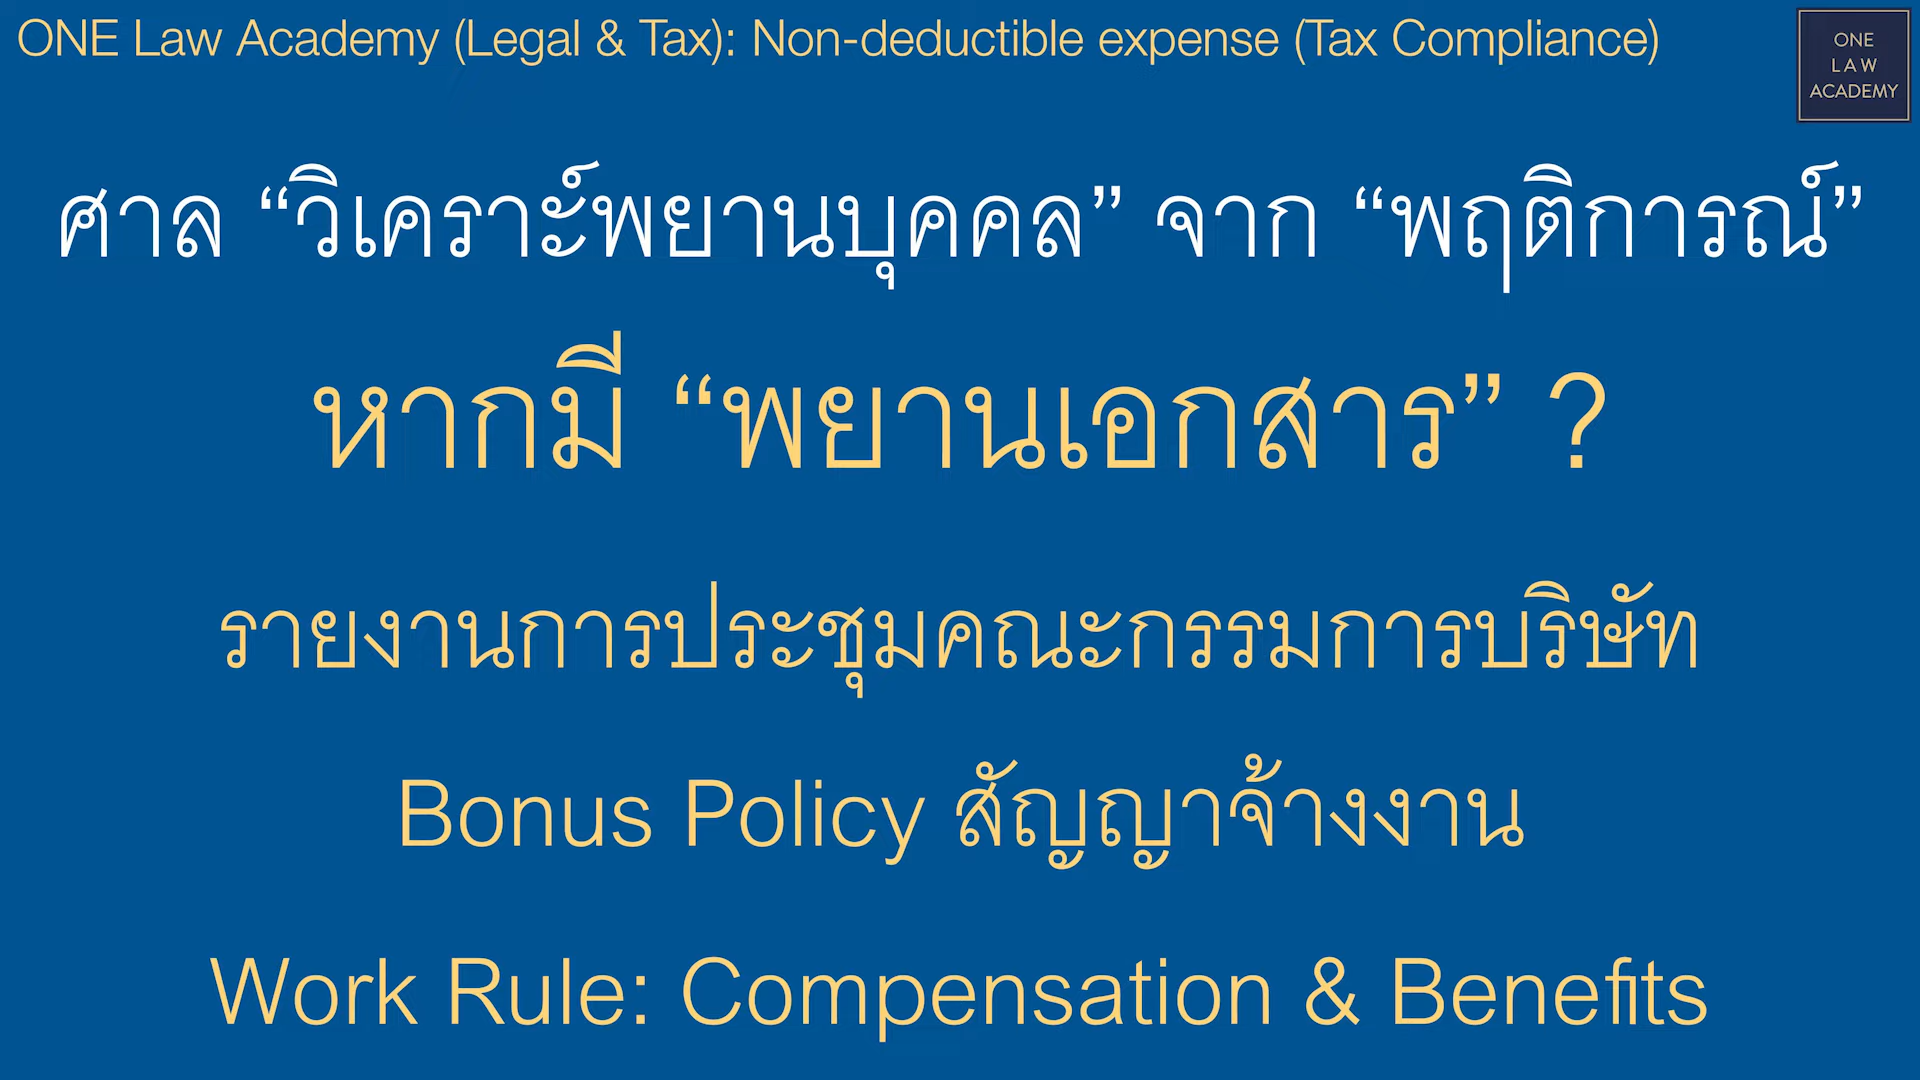 ONE Law Academy (Legal & Tax): Non-deductible expense (Tax Compliance)
ONE
LAW
ACADEMY
ศาล “วิเคราะ์พยานบุคคล” จาก “พฤติการณ์”
หากมี “พยานเอกสาร” ?
รายงานการประชุมคณะกรรมการบริษัท
Bonus Policy สัญญาจ้างงาน
Work Rule: Compensation & Benefits